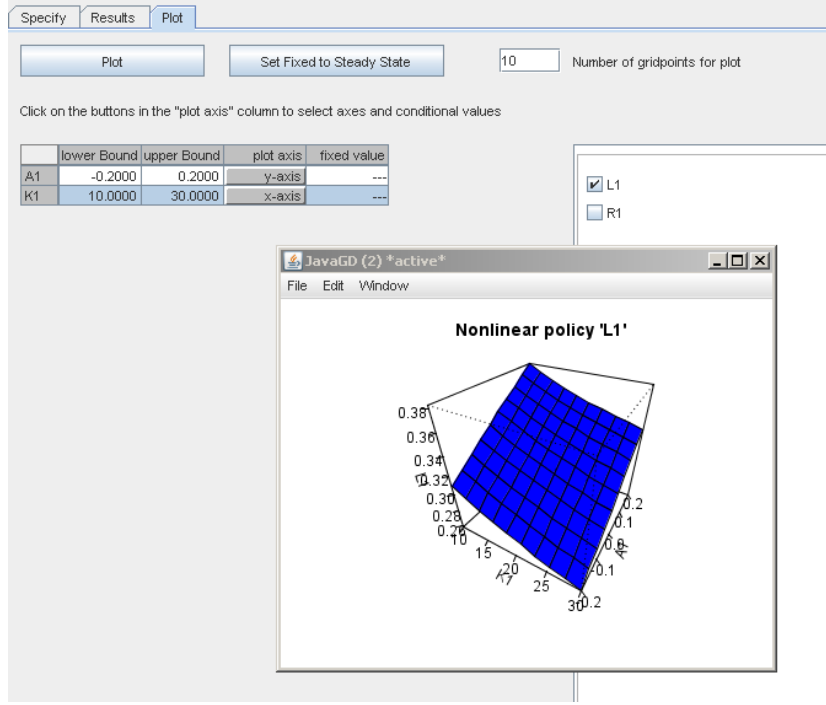 Specify Results Plot
Plot Set Fixed to Steady State 10 Number of gridpoints for plot
Click on the buttons in the "plot axis" column to select axes and conditional values
lower Bound upper Bound plot axis fixed value
A1 -0.2000 0.2000 y-axis ---
K1 10.0000 30.0000 x-axis ---
L1
R1
JavaGD (2) *active*
File Edit Window
Nonlinear policy 'L1'
0.38
0.36
0.34
0.32
0.30
0.28
0.26
10
15
20
25
30
K1
0.2
0.1
0.0
-0.1
-0.2
A1